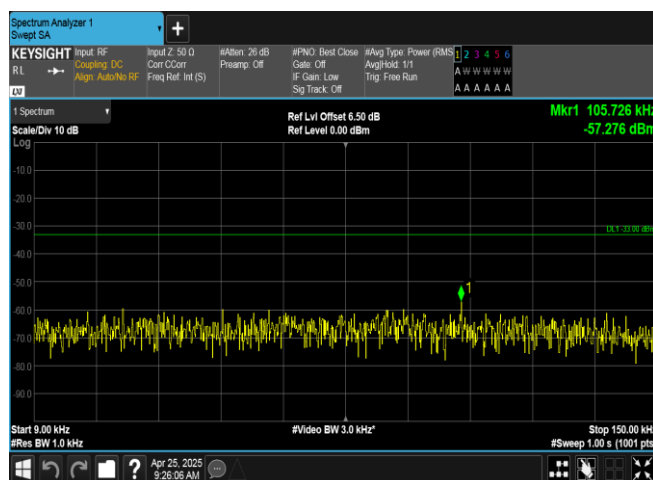 Spectrum Analyzer 1
Swept SA
+
KEYSIGHT
RL
LXI
Input: RF
Coupling: DC
Align: Auto/No RF
Input Z: 50 Ω
Corr CCorr
Freq Ref: Int (S)
#Atten: 26 dB
Preamp: Off
#PNO: Best Close
Gate: Off
IF Gain: Low
Sig Track: Off
#Avg Type: Power (RMS
Avg|Hold: 1/1
Trig: Free Run
1 2 3 4 5 6
A W W W W W
A A A A A A
1 Spectrum
Scale/Div 10 dB
Log
Ref Lvl Offset 6.50 dB
Ref Level 0.00 dBm
Mkr1 105.726 kHz
-57.276 dBm
-10.0
-20.0
-30.0
DL1 -33.00 dBm
-40.0
-50.0
1
-60.0
-70.0
-80.0
-90.0
Start 9.00 kHz
#Video BW 3.0 kHz*
Stop 150.00 kHz
#Res BW 1.0 kHz
#Sweep 1.00 s (1001 pts
?
Apr 25, 2025
9:26:06 AM